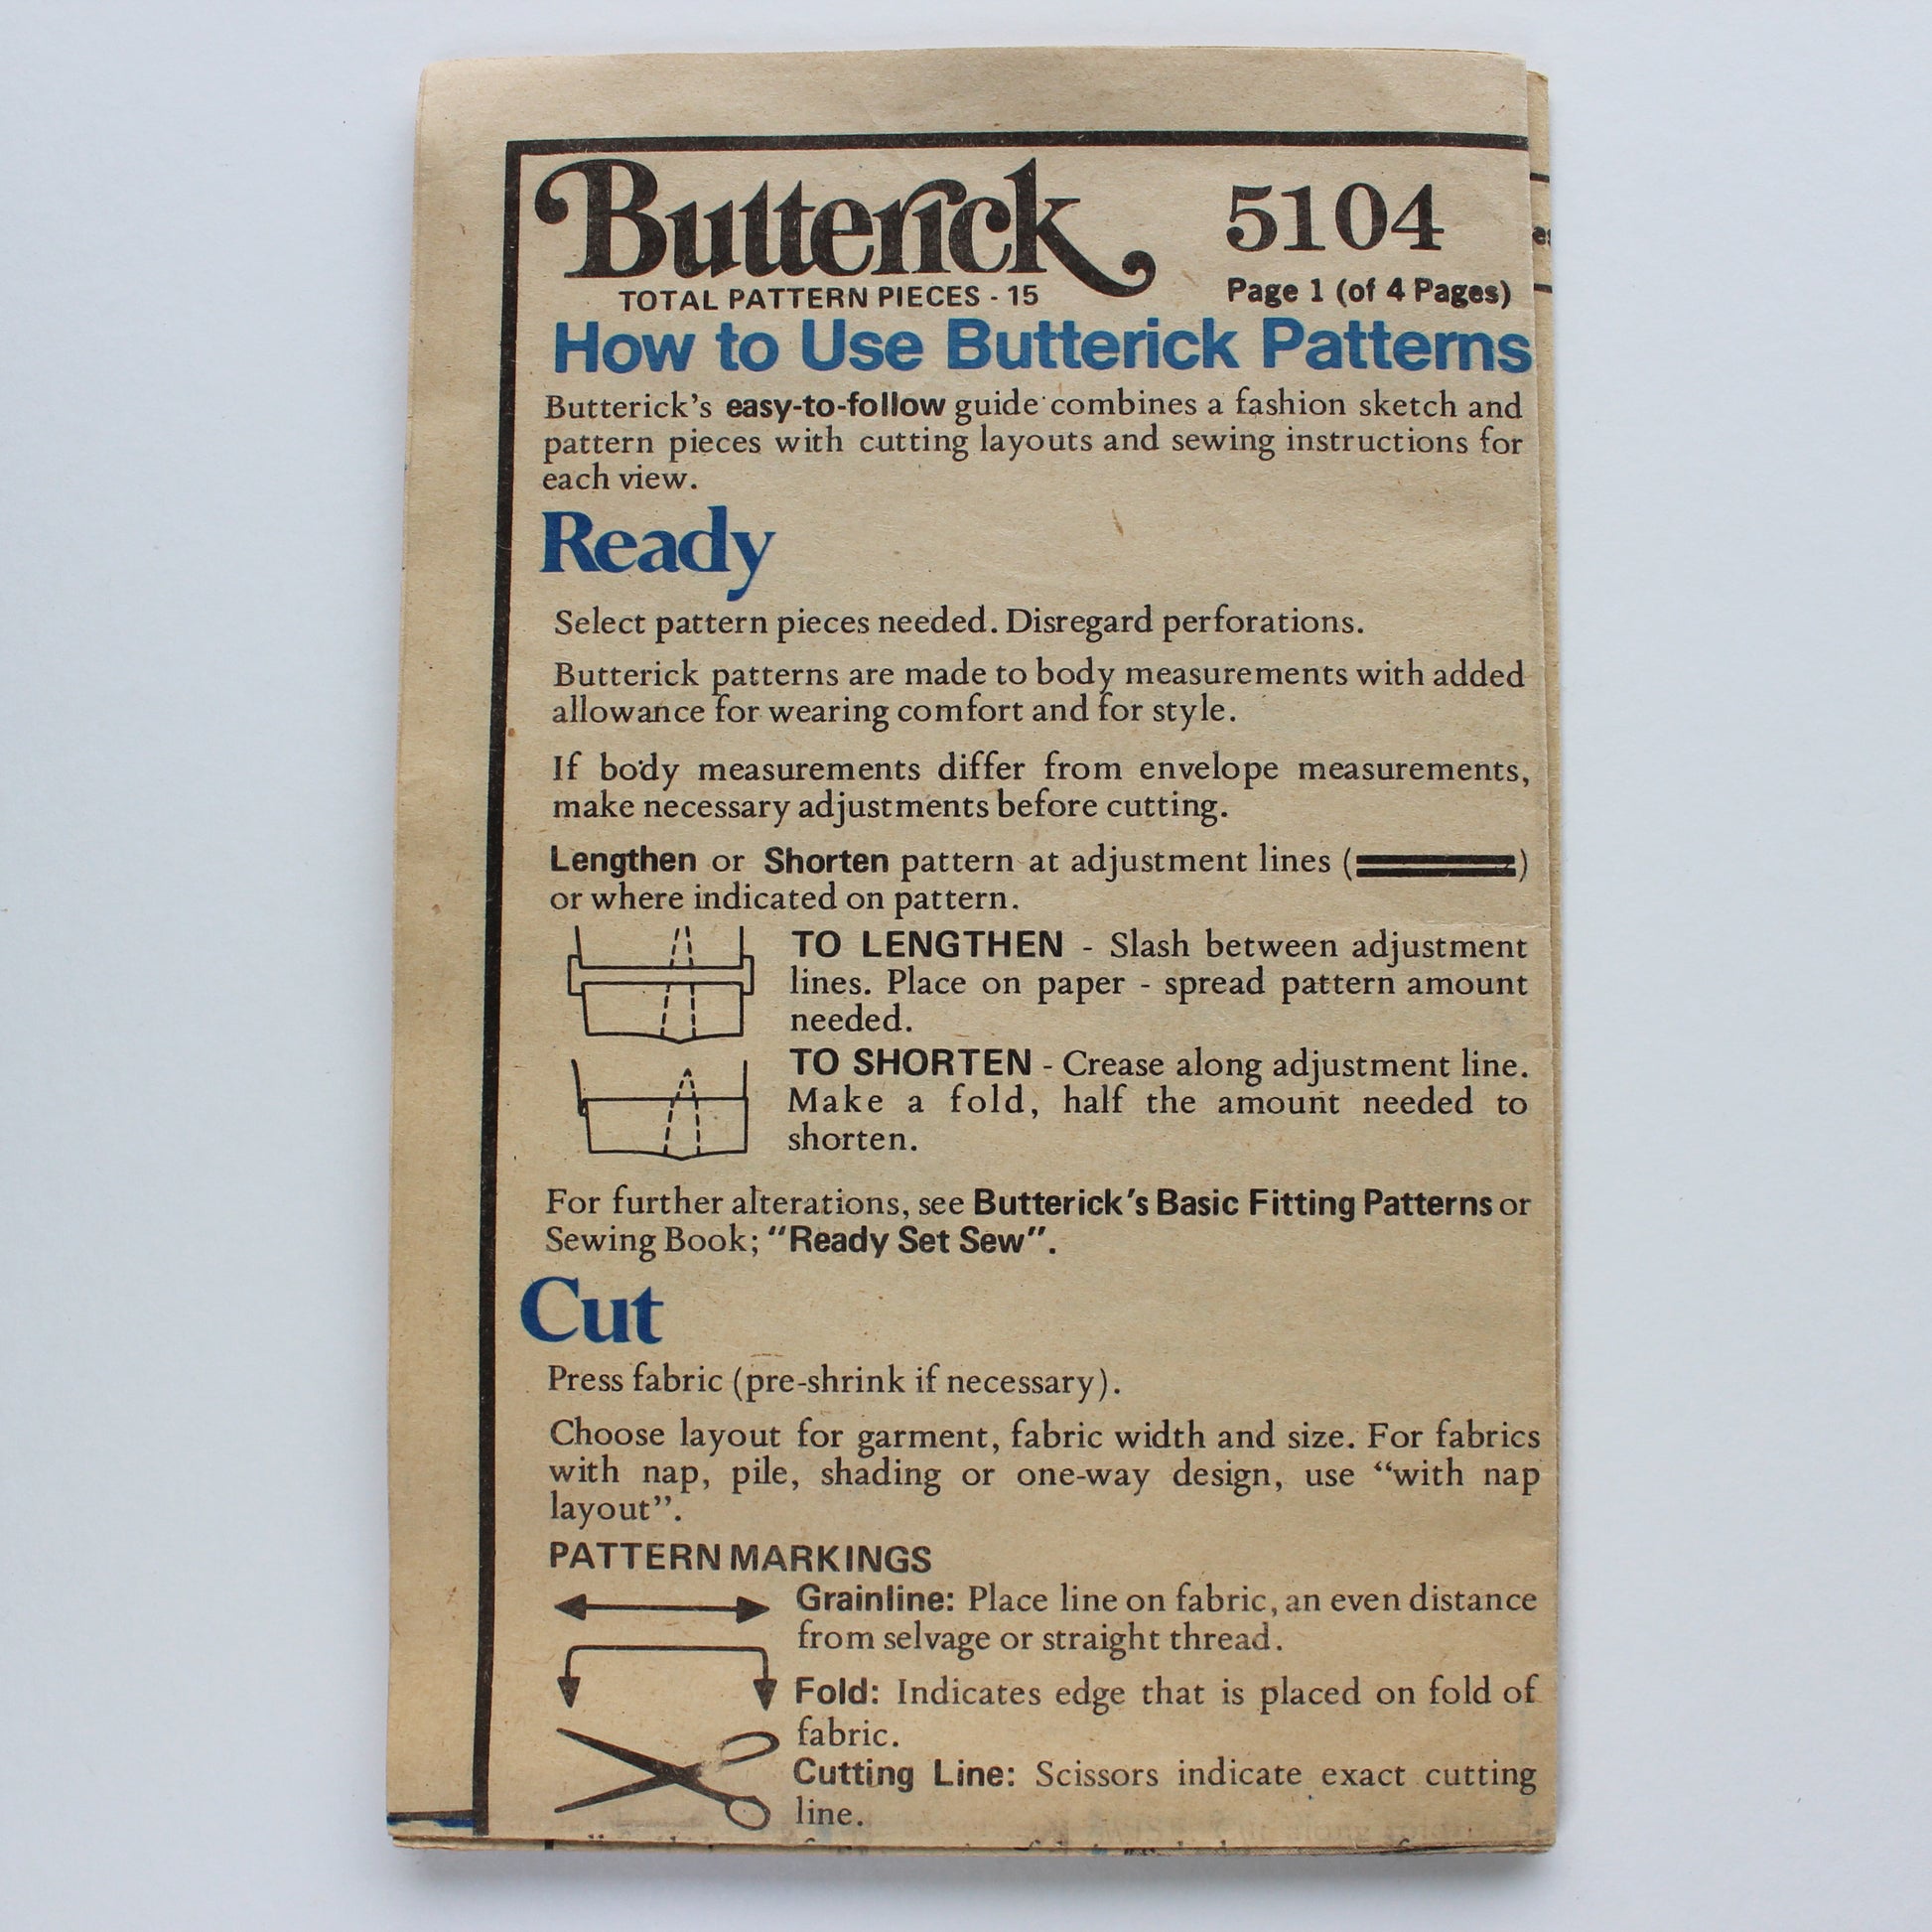 Butterick 5104
TOTAL PATTERN PIECES - 15 Page 1 (of 4 Pages)
How to Use Butterick Patterns
Butterick's easy-to-follow guide combines a fashion sketch and
pattern pieces with cutting layouts and sewing instructions for
each view.
Ready
Select pattern pieces needed. Disregard perforations.
Butterick patterns are made to body measurements with added
allowance for wearing comfort and for style.
If body measurements differ from envelope measurements,
make necessary adjustments before cutting.
Lengthen or Shorten pattern at adjustment lines ( )
or where indicated on pattern.
TO LENGTHEN - Slash between adjustment
lines. Place on paper - spread pattern amount
needed.
TO SHORTEN - Crease along adjustment line.
Make a fold, half the amount needed to
shorten.
For further alterations, see Butterick's Basic Fitting Patterns or
Sewing Book; "Ready Set Sew".
Cut
Press fabric (pre-shrink if necessary).
Choose layout for garment, fabric width and size. For fabrics
with nap, pile, shading or one-way design, use "with nap
layout".
PATTERN MARKINGS
Grainline: Place line on fabric, an even distance
from selvage or straight thread.
Fold: Indicates edge that is placed on fold of
fabric.
Cutting Line: Scissors indicate exact cutting
line.